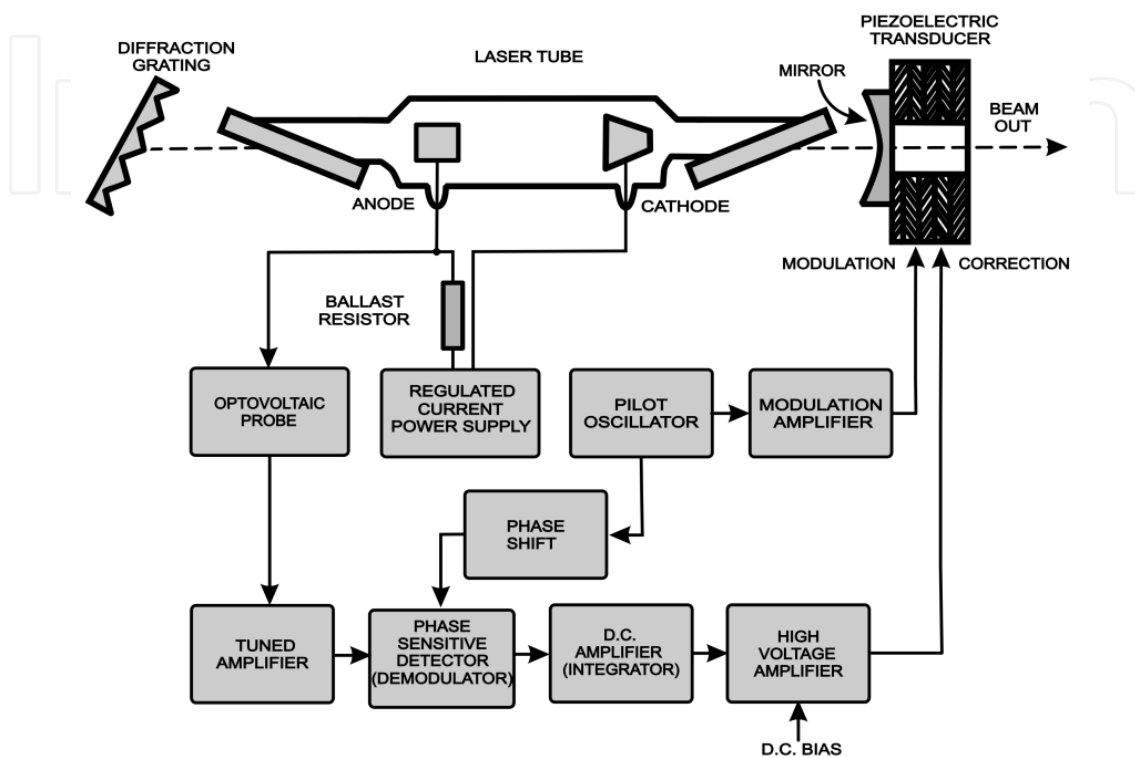 DIFFRACTION
GRATING
LASER TUBE
PIEZOELECTRIC
TRANSDUCER
MIRROR
BEAM
OUT
ANODE
CATHODE
MODULATION
CORRECTION
BALLAST
RESISTOR
OPTOVOLTAIC
PROBE
REGULATED
CURRENT
POWER SUPPLY
PILOT
OSCILLATOR
MODULATION
AMPLIFIER
PHASE
SHIFT
TUNED
AMPLIFIER
PHASE
SENSITIVE
DETECTOR
(DEMODULATOR)
D.C.
AMPLIFIER
(INTEGRATOR)
HIGH
VOLTAGE
AMPLIFIER
D.C. BIAS